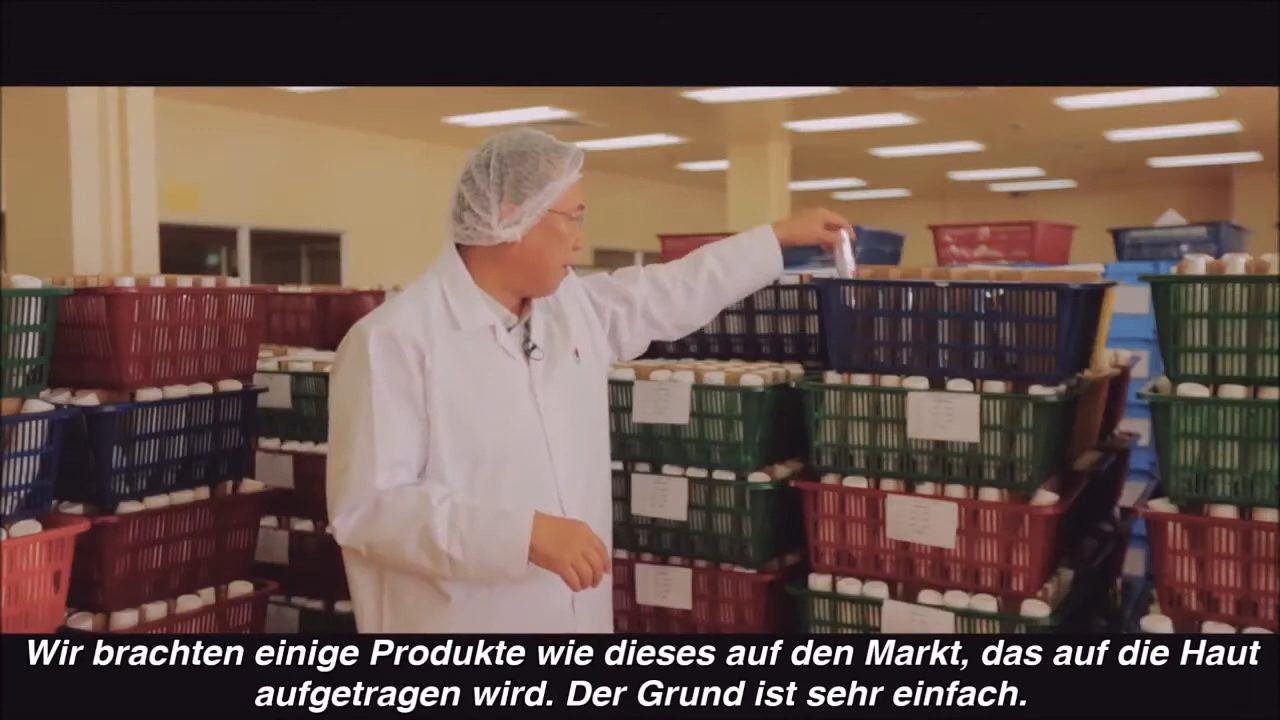 Wir brachten einige Produkte wie dieses auf den Markt, das auf die Haut
aufgetragen wird. Der Grund ist sehr einfach.